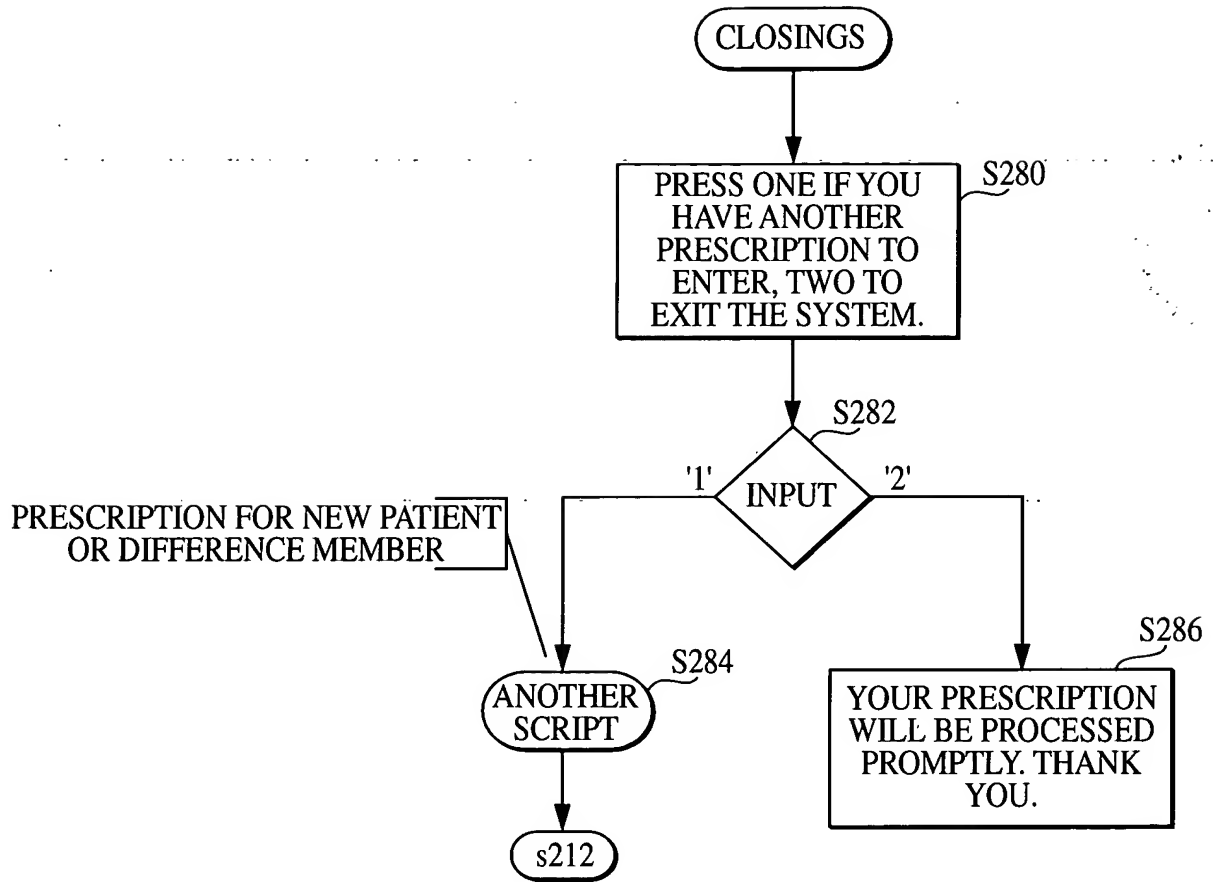 CLOSINGS
S280
PRESS ONE IF YOU
HAVE ANOTHER
PRESCRIPTION TO
ENTER, TWO TO
EXIT THE SYSTEM.
S282
'1'
INPUT
'2'
PRESCRIPTION FOR NEW PATIENT
OR DIFFERENCE MEMBER
S284
ANOTHER
SCRIPT
s212
S286
YOUR PRESCRIPTION
WILL BE PROCESSED
PROMPTLY. THANK
YOU.